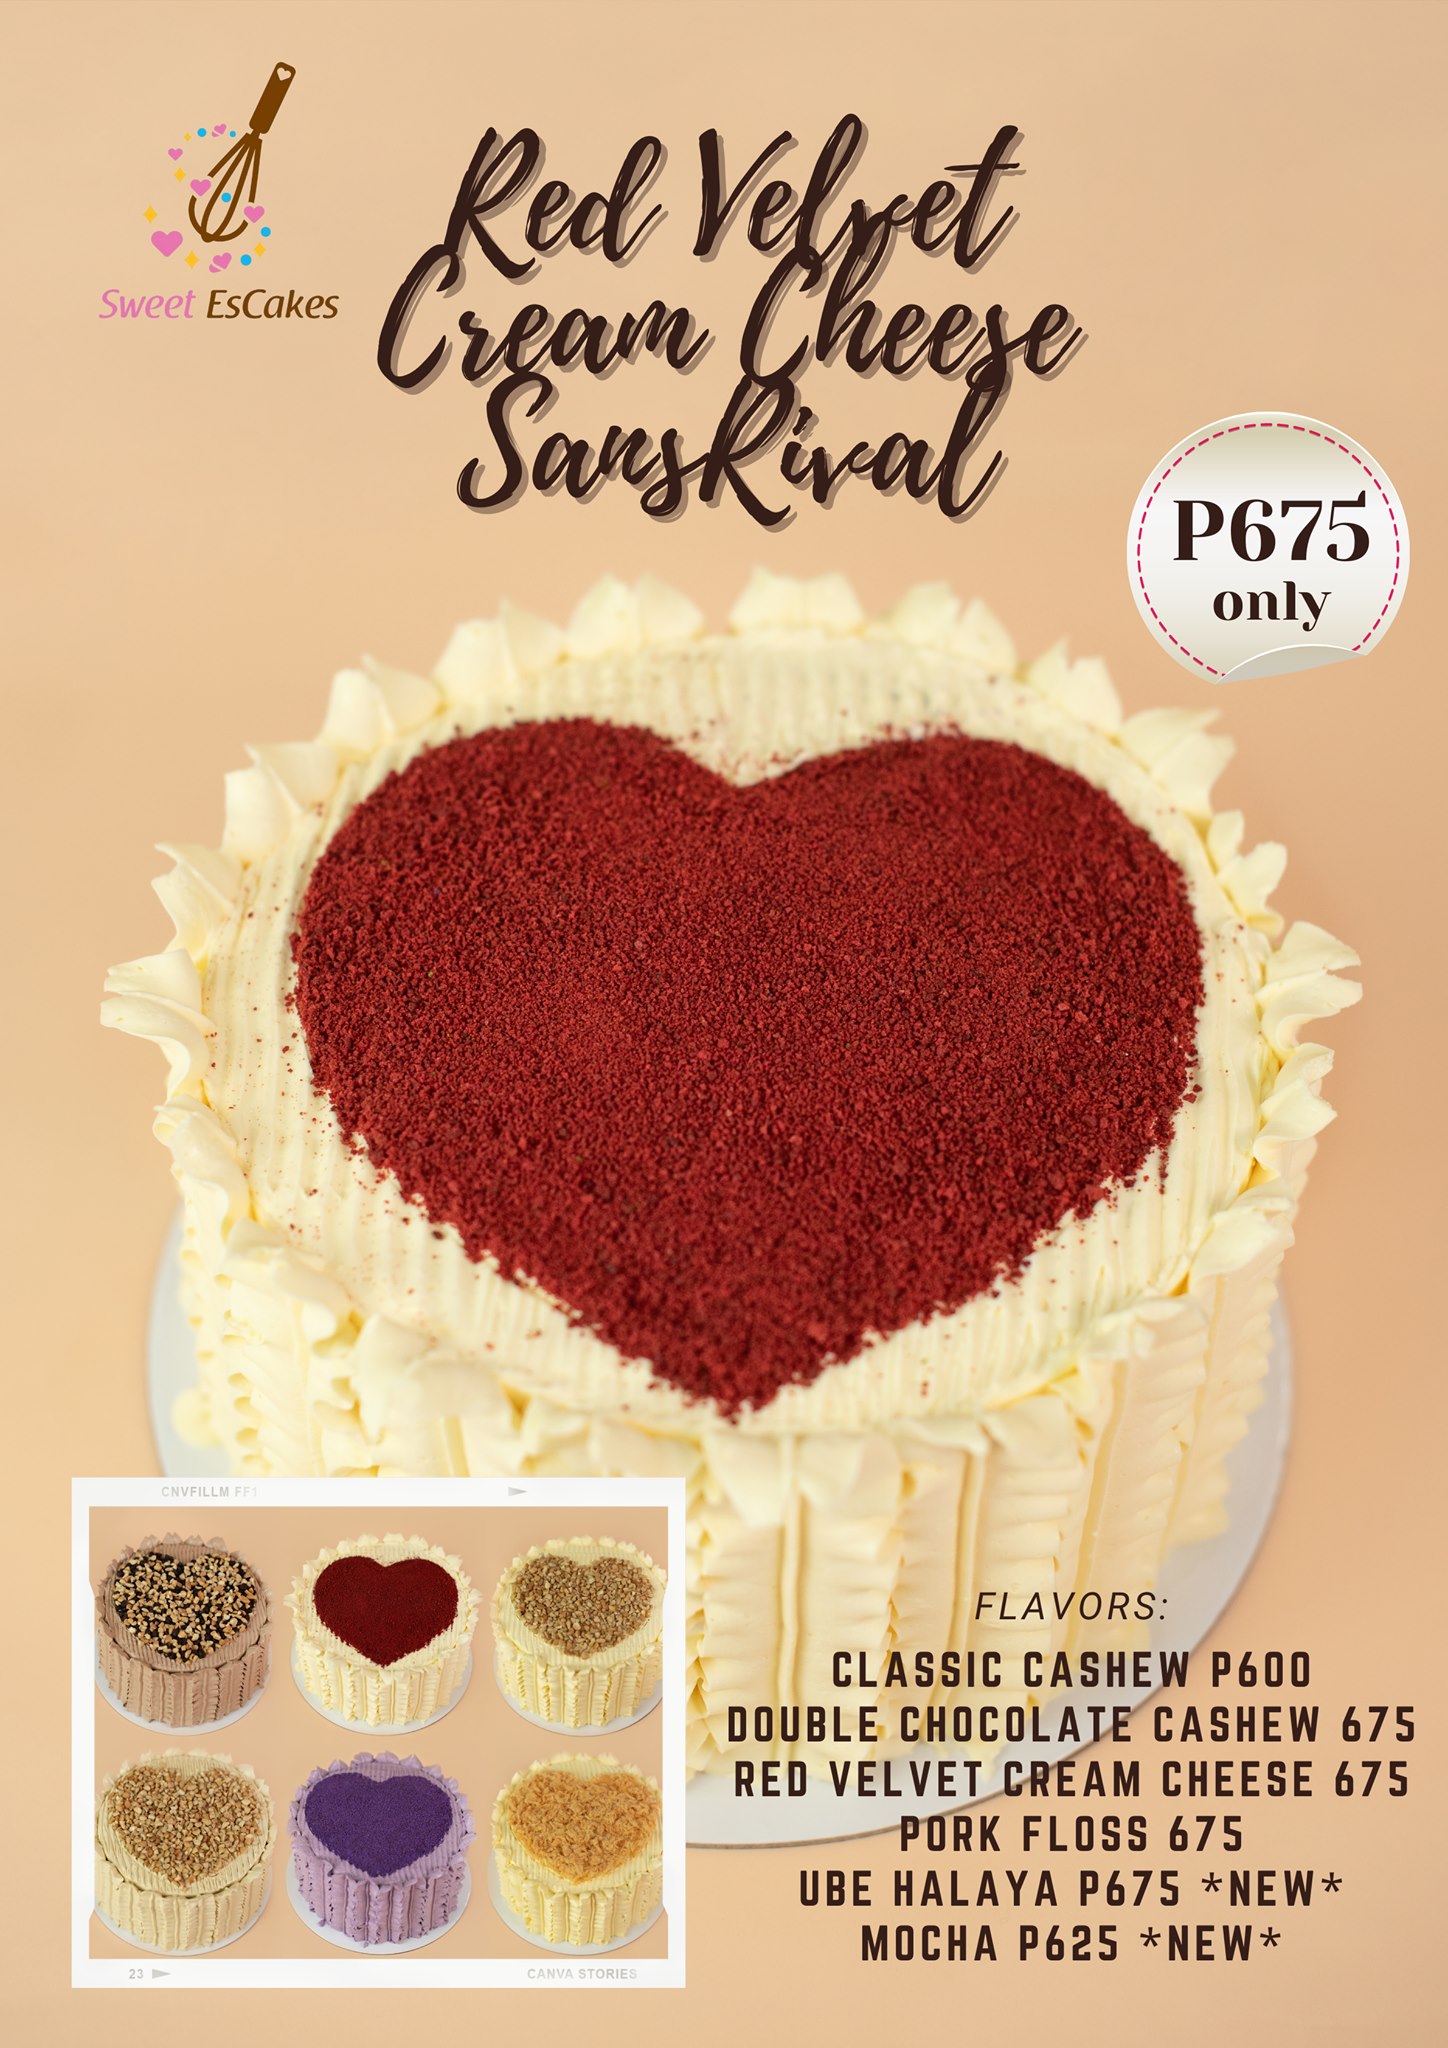 Sweet EsCakes
Red Velvet
Cream Cheese
SansRival
P675
only
CNVFILLM FF1
FLAVORS:
CLASSIC CASHEW P600
DOUBLE CHOCOLATE CASHEW 675
RED VELVET CREAM CHEESE 675
PORK FLOSS 675
UBE HALAYA P675 *NEW*
MOCHA P625 *NEW*
23
CANVA STORIES